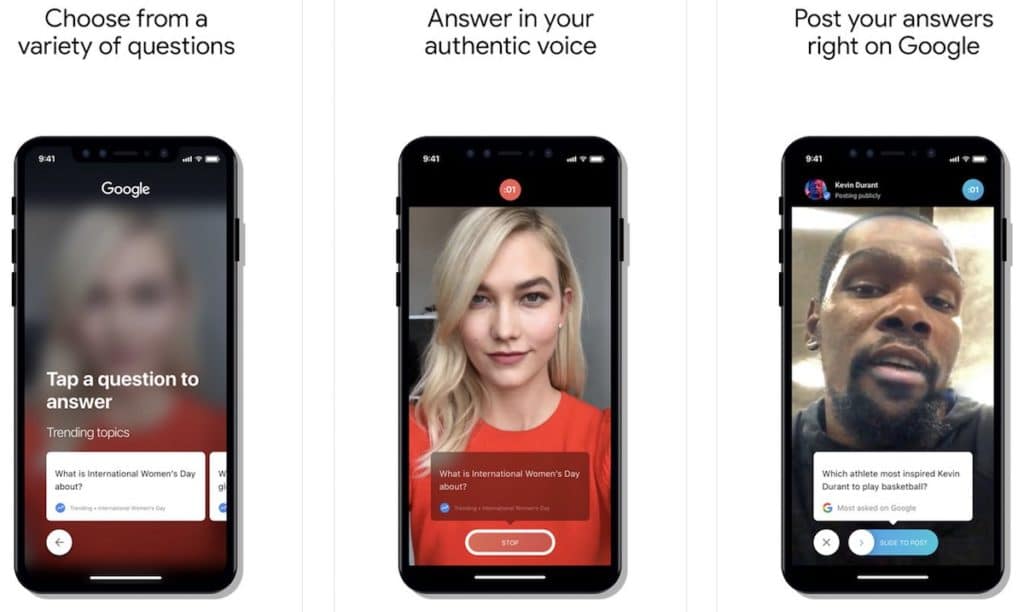 Choose from a
variety of questions
9:41
Google
Tap a question to
answer
Trending topics
What is International Women's Day
about?
Trending • International Women's Day
W
gl
Answer in your
authentic voice
9:41
:01
What is International Women's Day
about?
Trending • International Women's Day
STOP
Post your answers
right on Google
9:41
Kevin Durant
Posting publicly
:01
Which athlete most inspired Kevin
Durant to play basketball?
G Most asked on Google
SLIDE TO POST